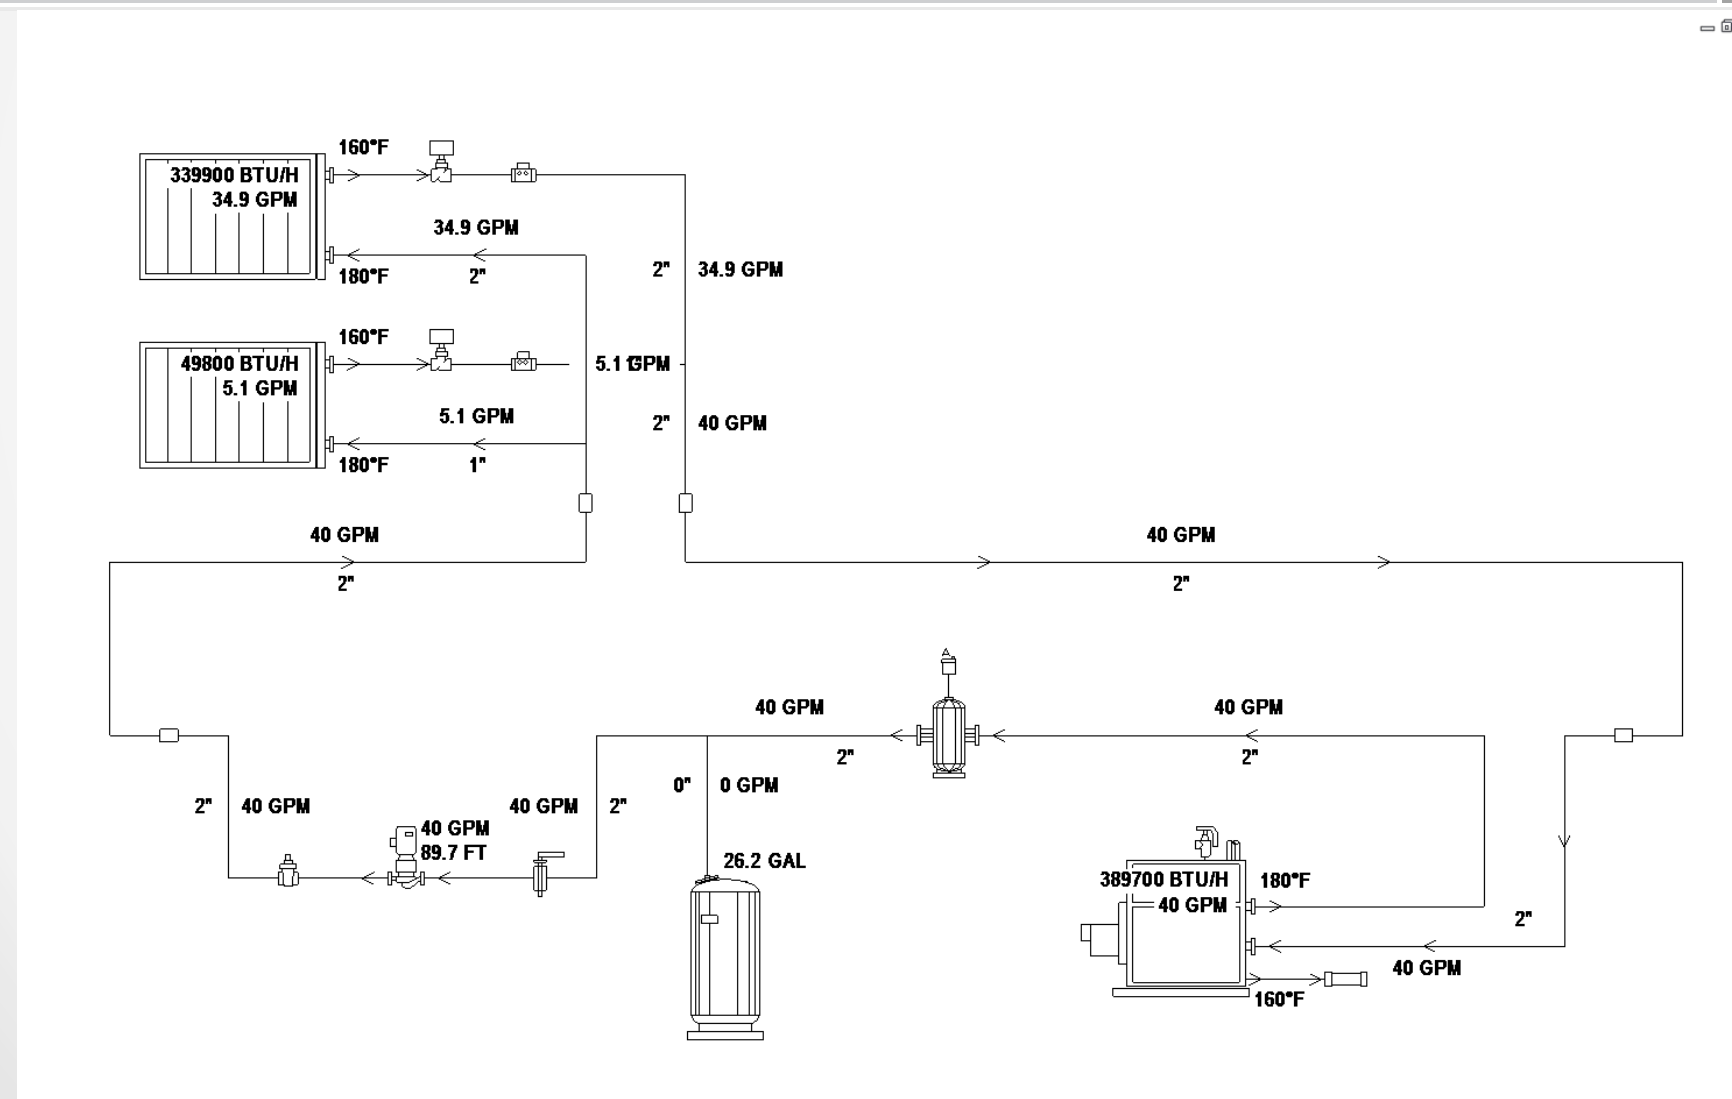 160°F
339900 BTU/H
34.9 GPM
34.9 GPM
180°F
2"
2" 34.9 GPM
160°F
49800 BTU/H
5.1 GPM
5.1 GPM
5.1 GPM
180°F
1"
2" 40 GPM
40 GPM
2"
40 GPM
2"
40 GPM
2"
40 GPM
2"
0" 0 GPM
2" 40 GPM
40 GPM 2"
40 GPM
89.7 FT
26.2 GAL
389700 BTU/H
40 GPM
180°F
2"
40 GPM
160°F